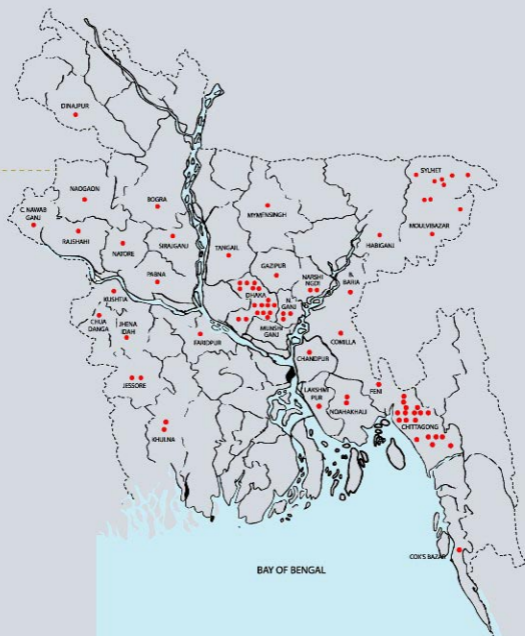 DINAJPUR
SYLHET
NAOGAON
BOGRA
C. NAWAB
GANJ
MYMENSINGH
MOULVIBAZAR
RAJSHAHI
NATORE
SIRAJGANJ
TANGAIL
HABIGANJ
GAZIPUR
PABNA
NARSHI
NGDI
B.
BARIA
KUSHTIA
DHAKA
N.
GANJ
CHUA
DANGA
JHENA
IDAH
FARIDPUR
MUNSHI
GANJ
COMILLA
CHANDPUR
JESSORE
LAKSHMI
PUR
NOAHAKHALI
FENI
CHITTAGONG
KHULNA
COX'S BAZAR
BAY OF BENGAL